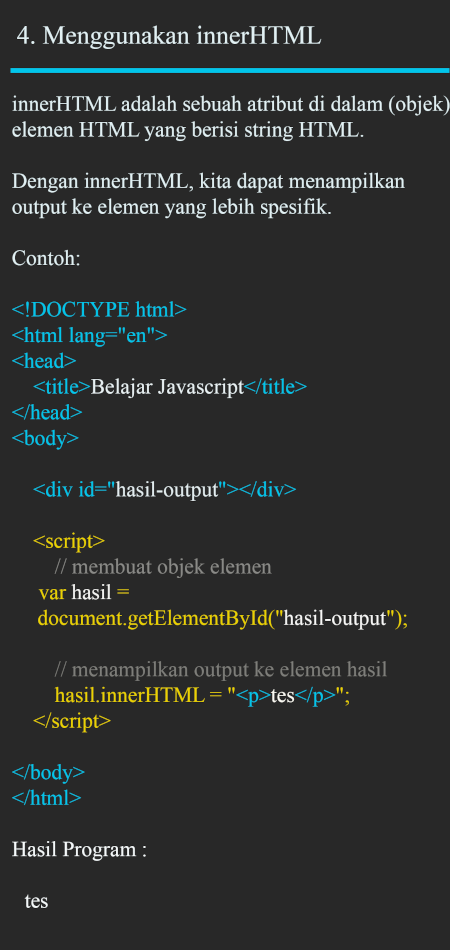 4. Menggunakan innerHTML
innerHTML adalah sebuah atribut di dalam (objek)
elemen HTML yang berisi string HTML.
Dengan innerHTML, kita dapat menampilkan
output ke elemen yang lebih spesifik.
Contoh:
<!DOCTYPE html>
<html lang="en">
<head>
<title>Belajar Javascript</title>
</head>
<body>
<div id="hasil-output"></div>
<script>
// membuat objek elemen
var hasil =
document.getElementById("hasil-output");
// menampilkan output ke elemen hasil
hasil.innerHTML = "<p>tes</p>";
</script>
</body>
</html>
Hasil Program :
tes